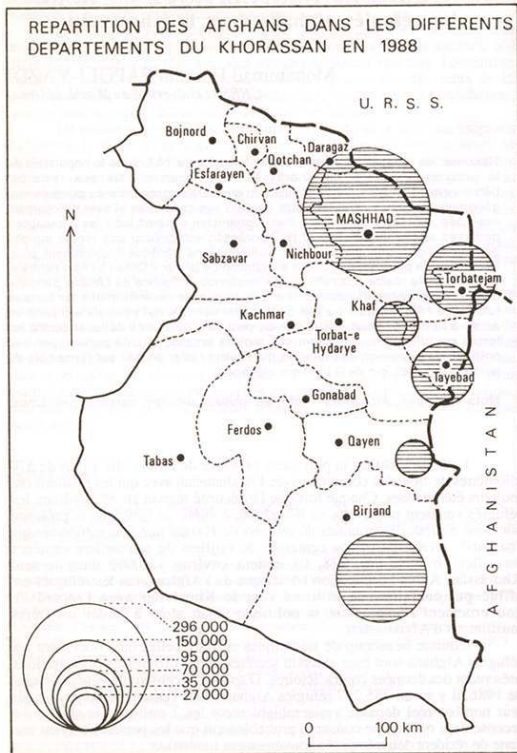 REPARTITION DES AFGHANS DANS LES DIFFERENTS
DEPARTEMENTS DU KHORASSAN EN 1988
U. R. S. S.
Bojnord
Chirvan
Daragaz
Qotchan
Esfarayen
N
MASHHAD
Sabzavar
Nichbour
Torbatejam
Khaf
Kachmar
Torbat-e
Hydaryé
Tayebad
Gonabad
Ferdos
Qayen
Tabas
Birjand
AFGHANISTAN
296 000
150 000
95 000
70 000
35 000
27 000
100 km